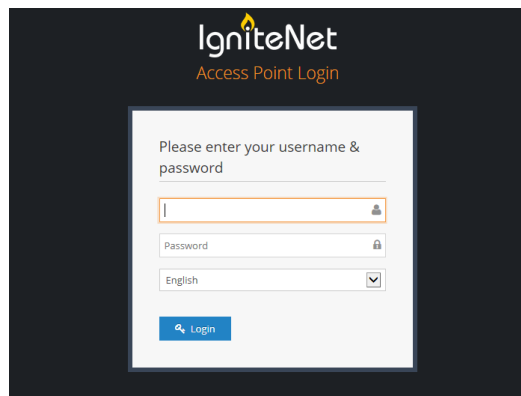 IgniteNet
Access Point Login
Please enter your username &
password
Password
English
Login